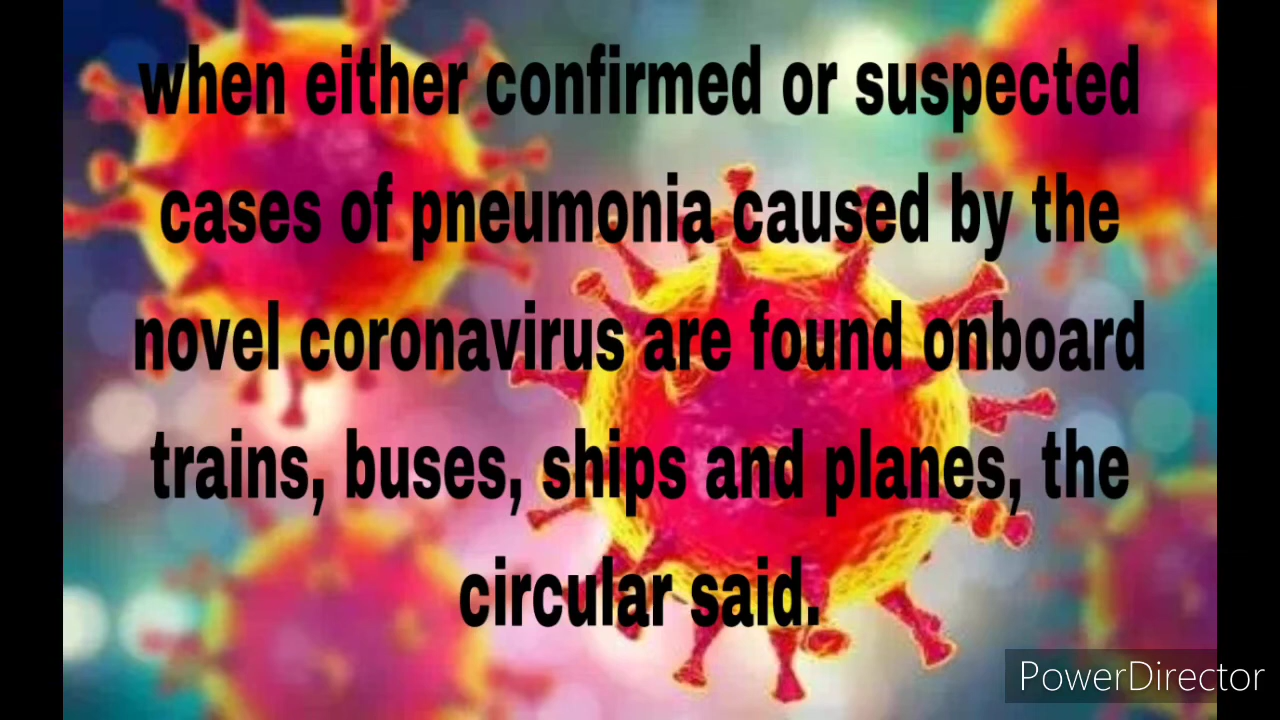 when either confirmed or suspected
cases of pneumonia caused by the
novel coronavirus are found onboard
trains, buses, ships and planes, the
circular said.
PowerDirector